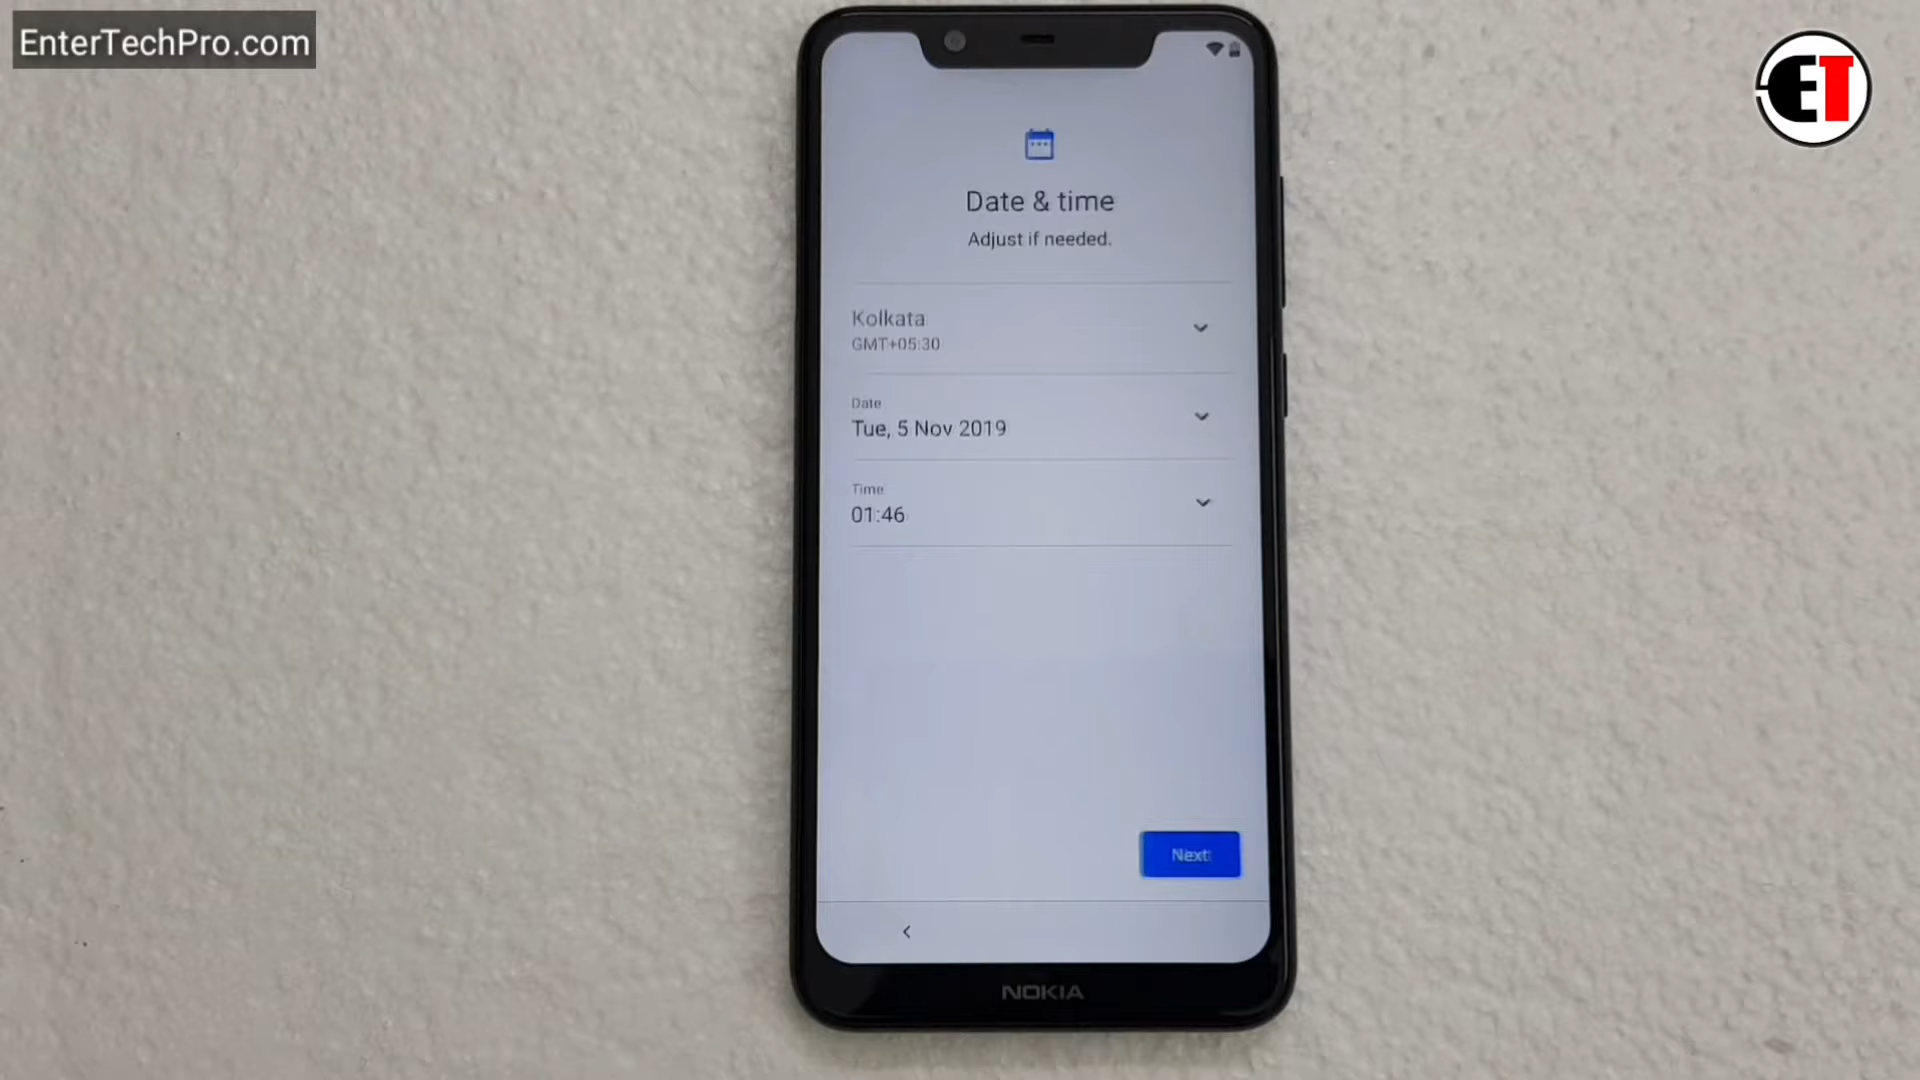 EnterTechPro.com
ET
Date & time
Adjust if needed.
Kolkata
GMT+05:30
Date
Tue, 5 Nov 2019
Time
01:46
Next
NOKIA